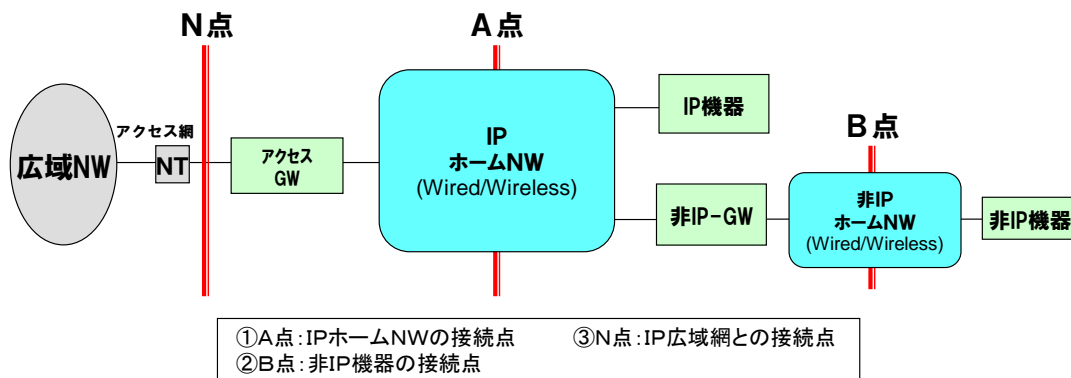 N点
A点
B点
アクセス網
広域NW
NT
アクセス
GW
IP
ホームNW
(Wired/Wireless)
IP機器
非IP-GW
非IP
ホームNW
(Wired/Wireless)
非IP機器
①A点:IPホームNWの接続点 ③N点:IP広域網との接続点
②B点:非IP機器の接続点